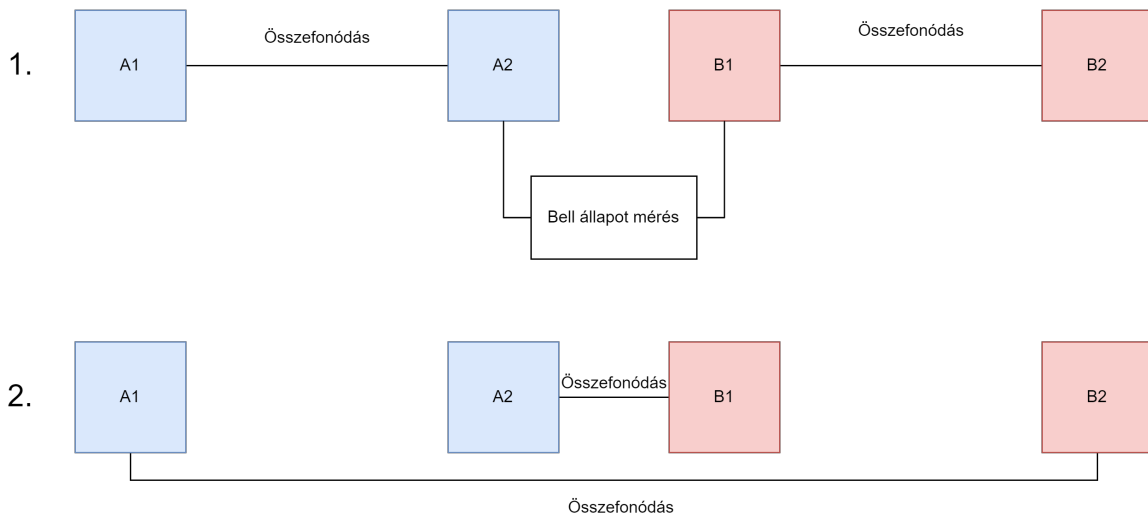 Összefonódás
Összefonódás
1.
A1
A2
B1
B2
Bell állapot mérés
2.
A1
A2
Összefonódás
B1
B2
Összefonódás